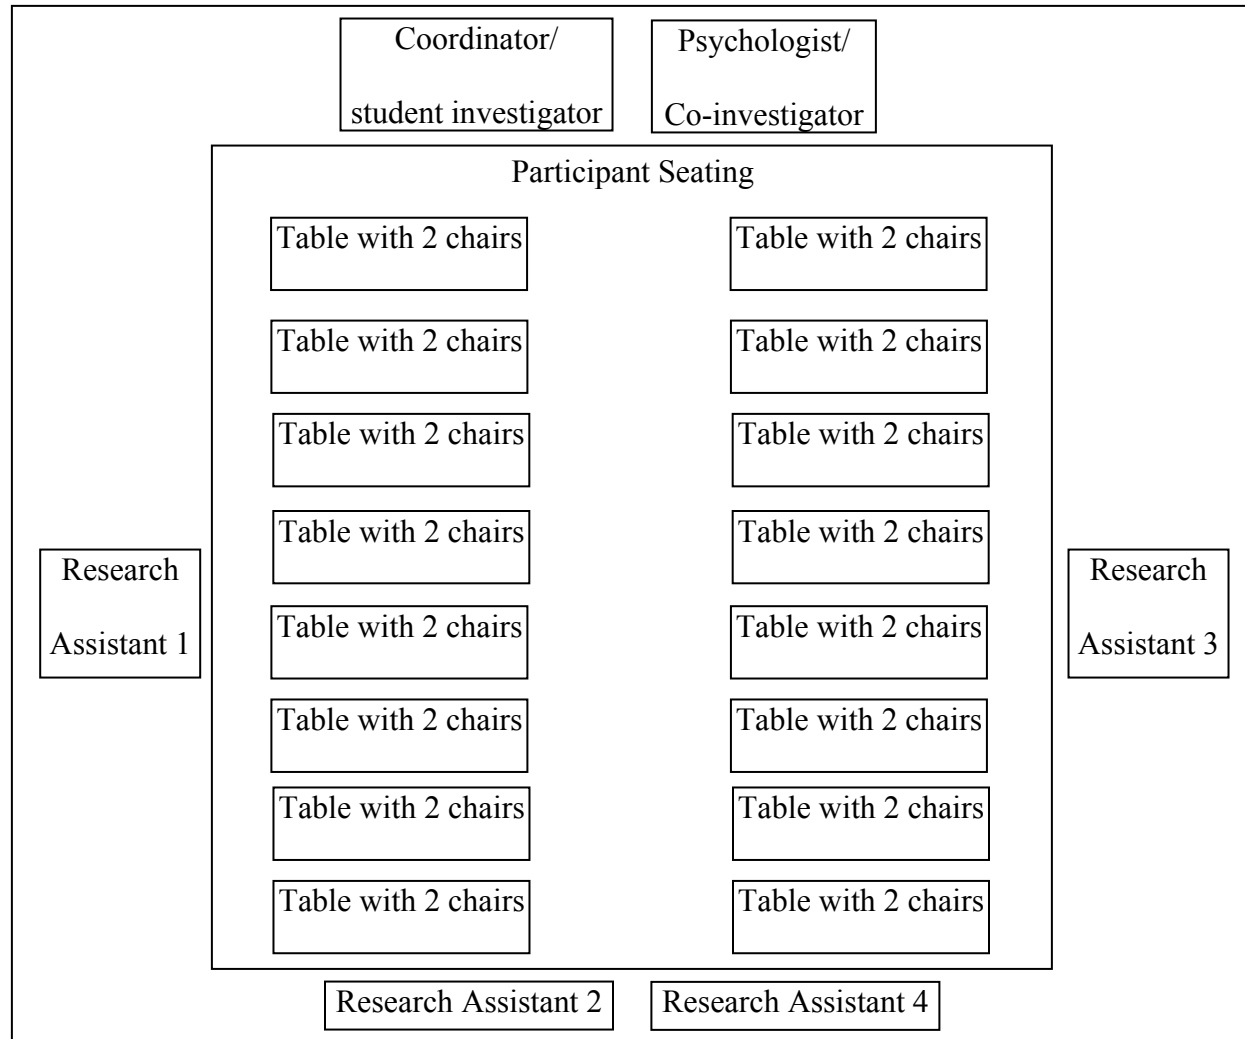 Coordinator/
student investigator
Psychologist/
Co-investigator
Participant Seating
Table with 2 chairs
Table with 2 chairs
Table with 2 chairs
Table with 2 chairs
Table with 2 chairs
Table with 2 chairs
Table with 2 chairs
Table with 2 chairs
Research
Assistant 1
Research
Assistant 3
Table with 2 chairs
Table with 2 chairs
Table with 2 chairs
Table with 2 chairs
Table with 2 chairs
Table with 2 chairs
Table with 2 chairs
Table with 2 chairs
Research Assistant 2
Research Assistant 4